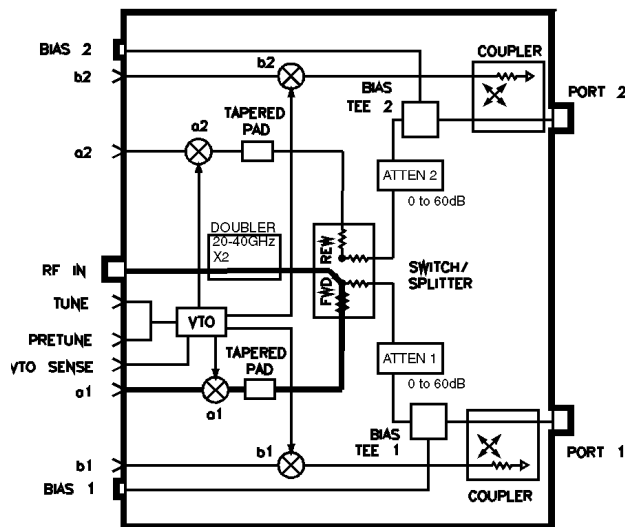 BIAS 2
b2
b2
COUPLER
PORT 2
BIAS
TEE 2
TAPERED
PAD
a2
a2
ATTEN 2
0 to 60dB
DOUBLER
20-40GHz
X2
REW
RF IN
SWITCH/
SPLITTER
FWD
TUNE
VTO
PRETUNE
TAPERED
PAD
VTO SENSE
ATTEN 1
0 to 60dB
a1
a1
BIAS
TEE 1
b1
b1
PORT 1
BIAS 1
COUPLER